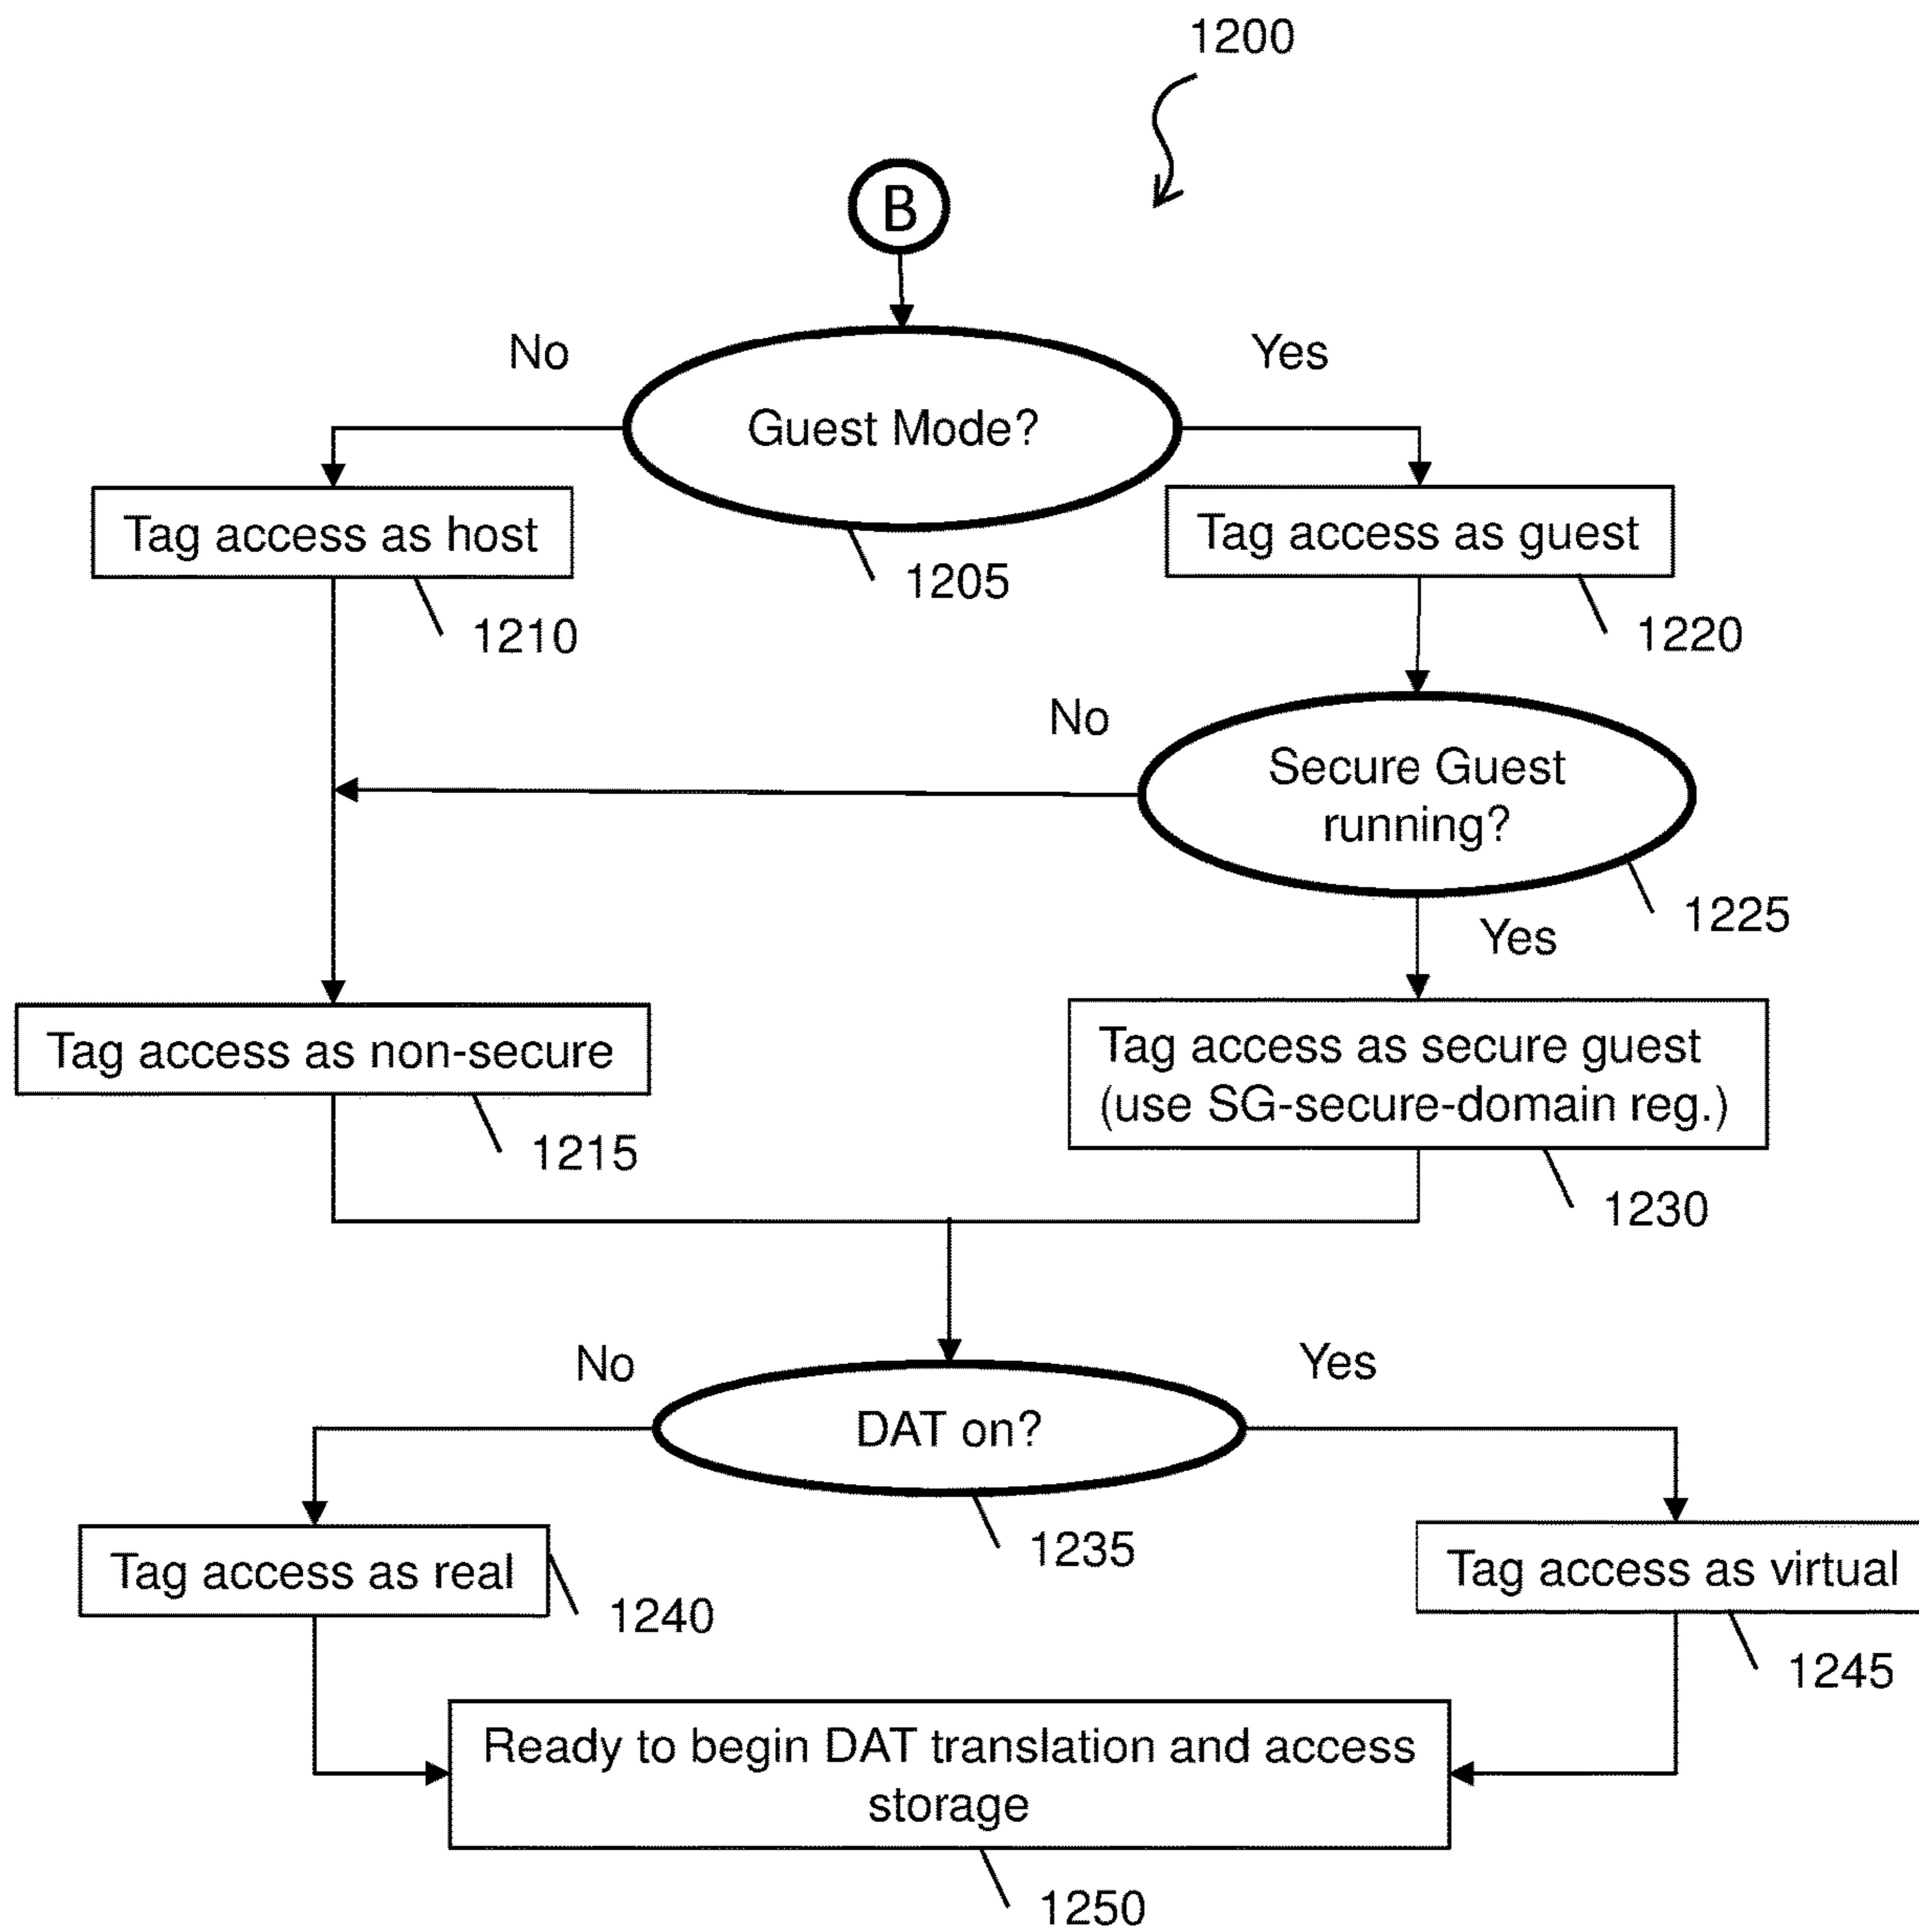 1200
B
No
Yes
Guest Mode?
Tag access as host
Tag access as guest
1205
1210
1220
No
Secure Guest
running?
1225
Yes
Tag access as non-secure
Tag access as secure guest
(use SG-secure-domain reg.)
1215
1230
No
Yes
DAT on?
1235
Tag access as real
Tag access as virtual
1240
1245
Ready to begin DAT translation and access
storage
1250